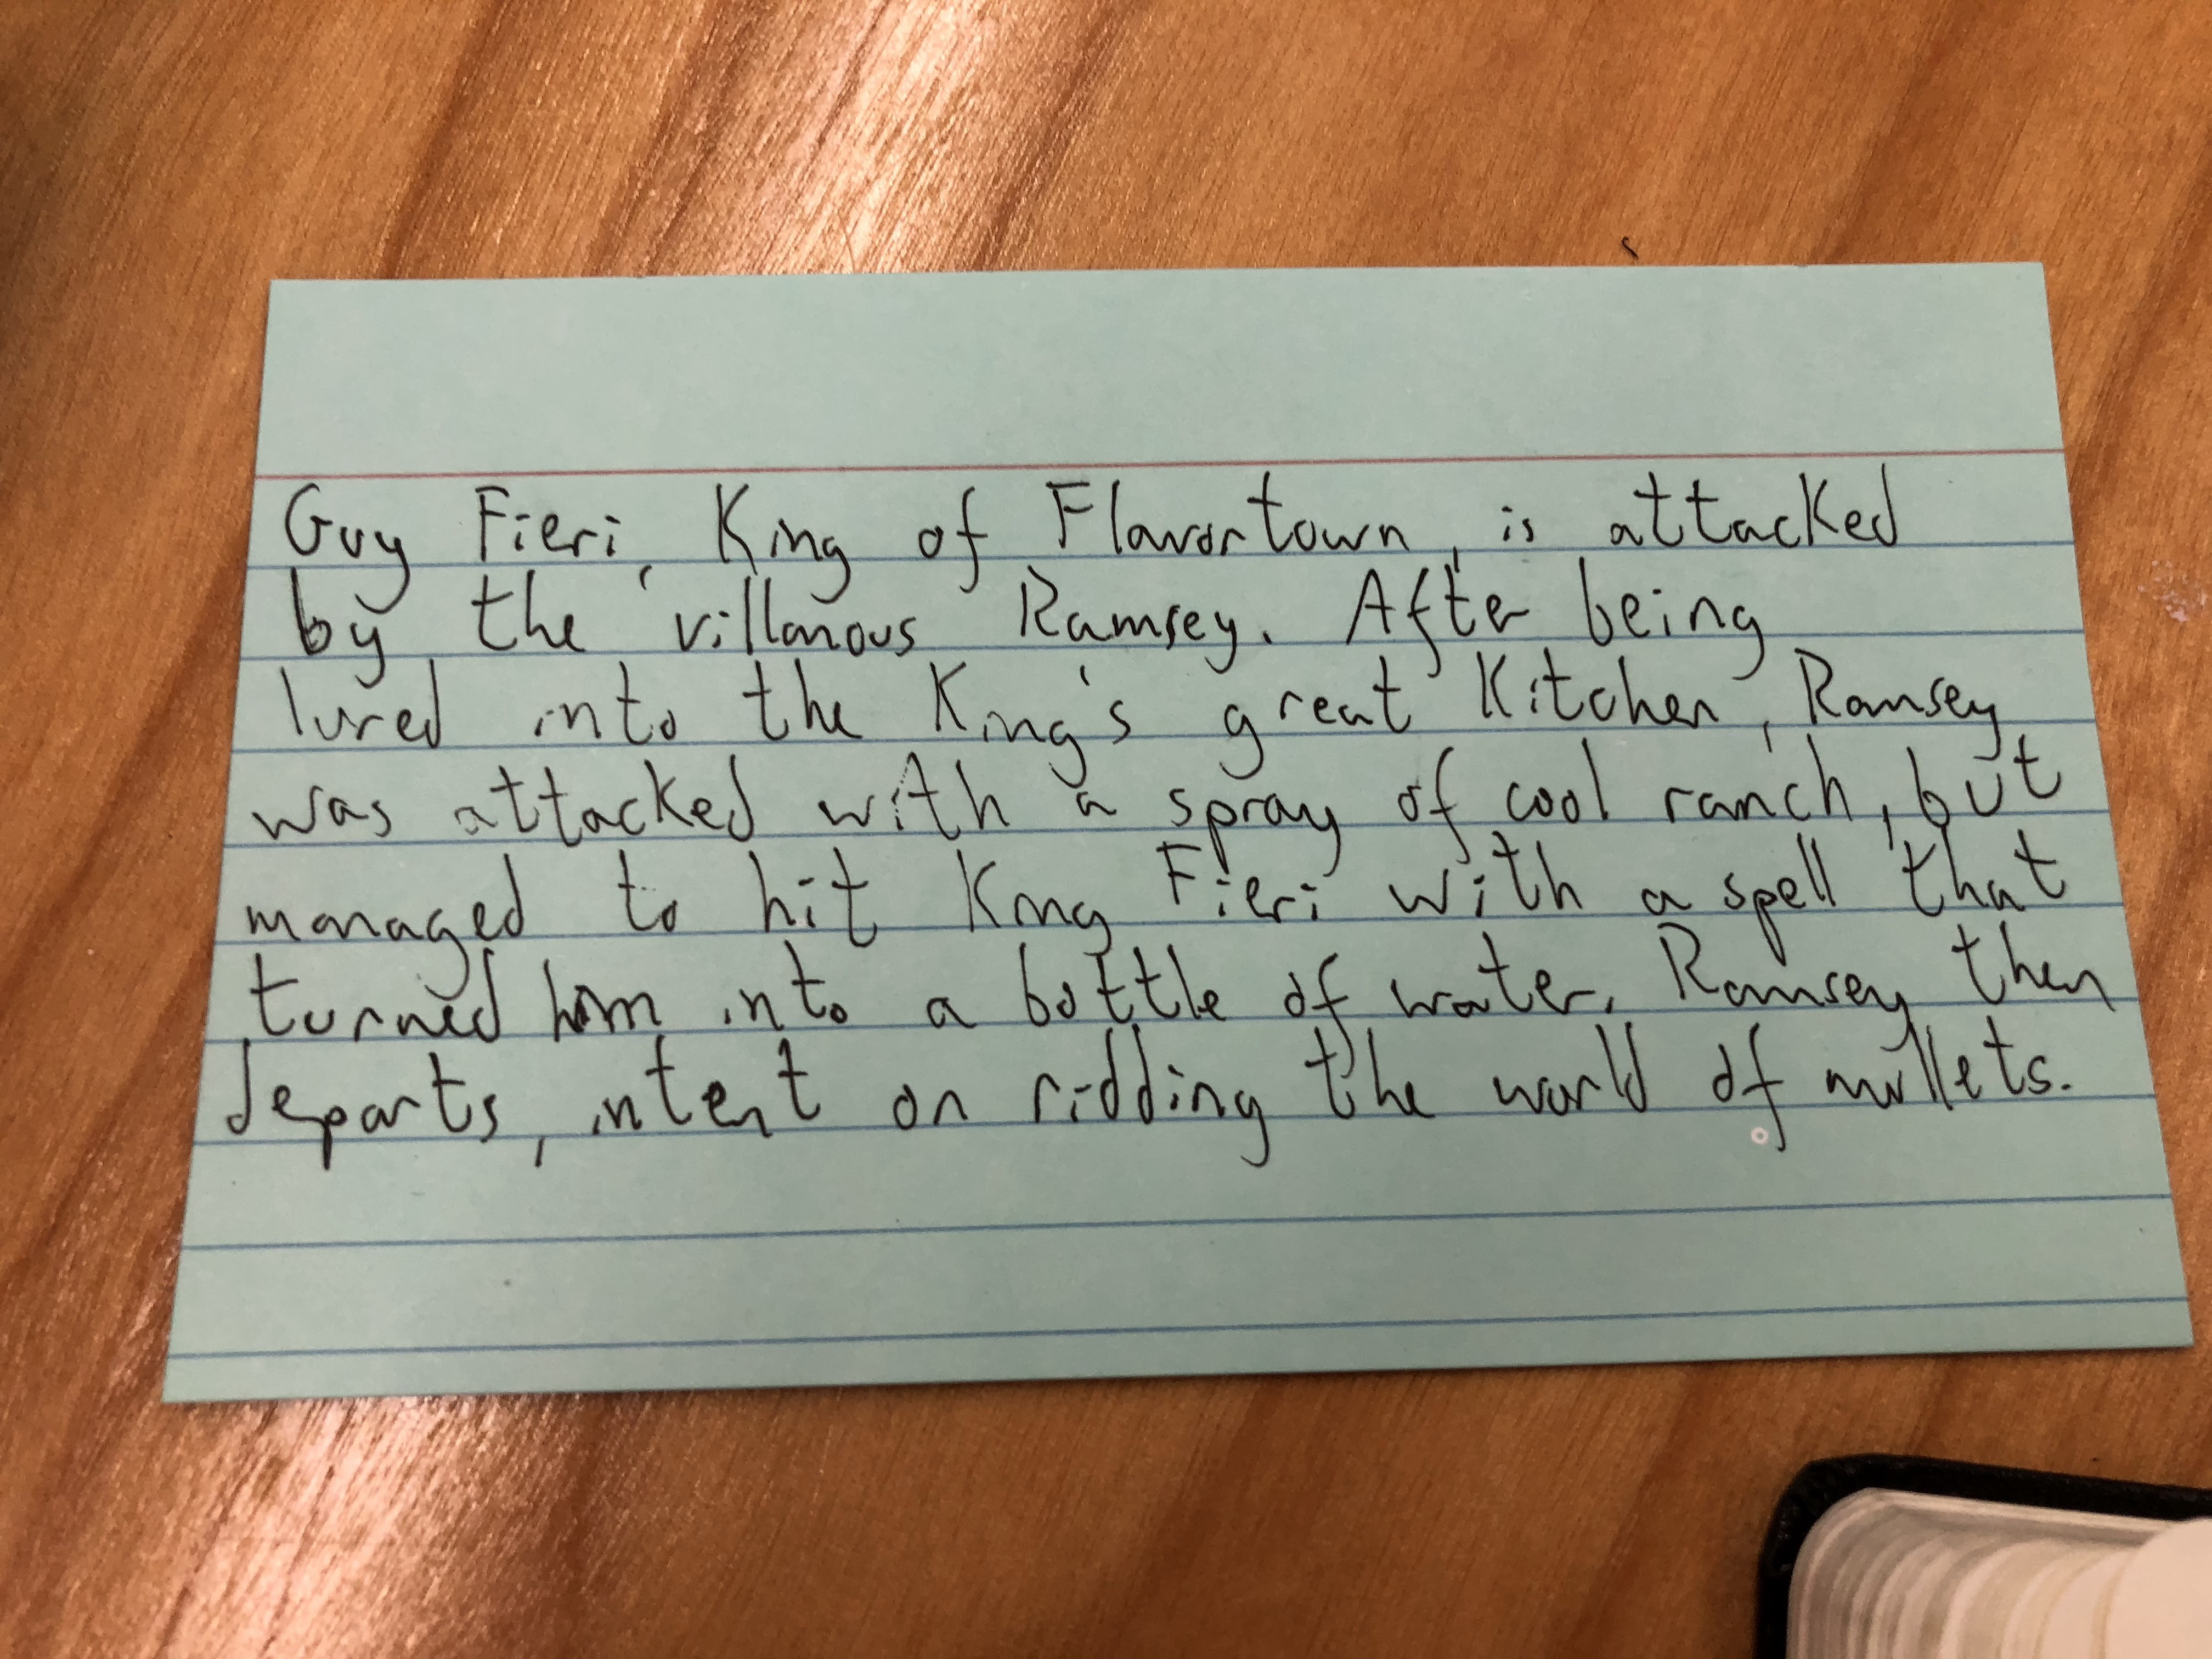 Guy Fieri, King of Flavortown, is attacked
by the villanous Ramsey. After being
lured into the King's great Kitchen, Ramsey
was attacked with a spray of cool ranch, but
managed to hit King Fieri with a spell that
turned him into a bottle of water. Ramsey then
departs, intent on ridding the world of mullets.